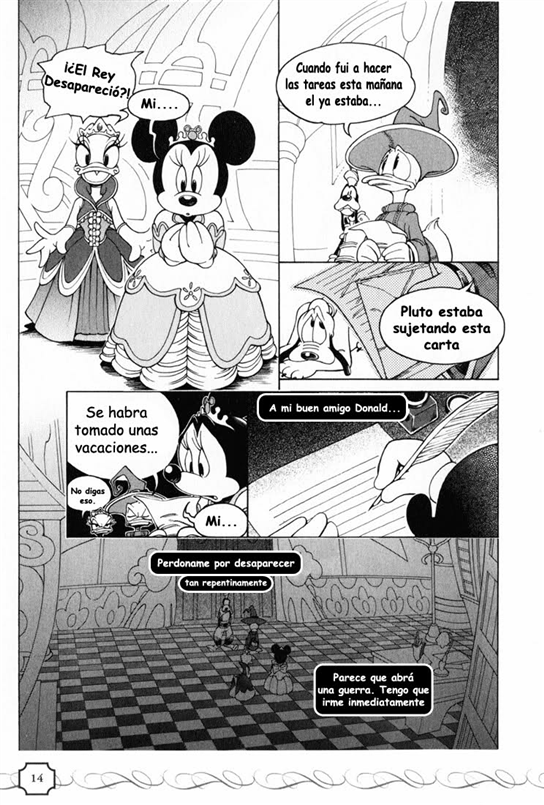 ¡¿El Rey
Desapareció?!
Mi....
Cuando fui a hacer
las tareas esta mañana
el ya estaba...
Pluto estaba
sujetando esta
carta
Se habra
tomado unas
vacaciones...
No digas
eso.
Mi...
A mi buen amigo Donald...
Perdoname por desaparecer
tan repentinamente
Parece que abrá
una guerra. Tengo que
irme inmediatamente
14